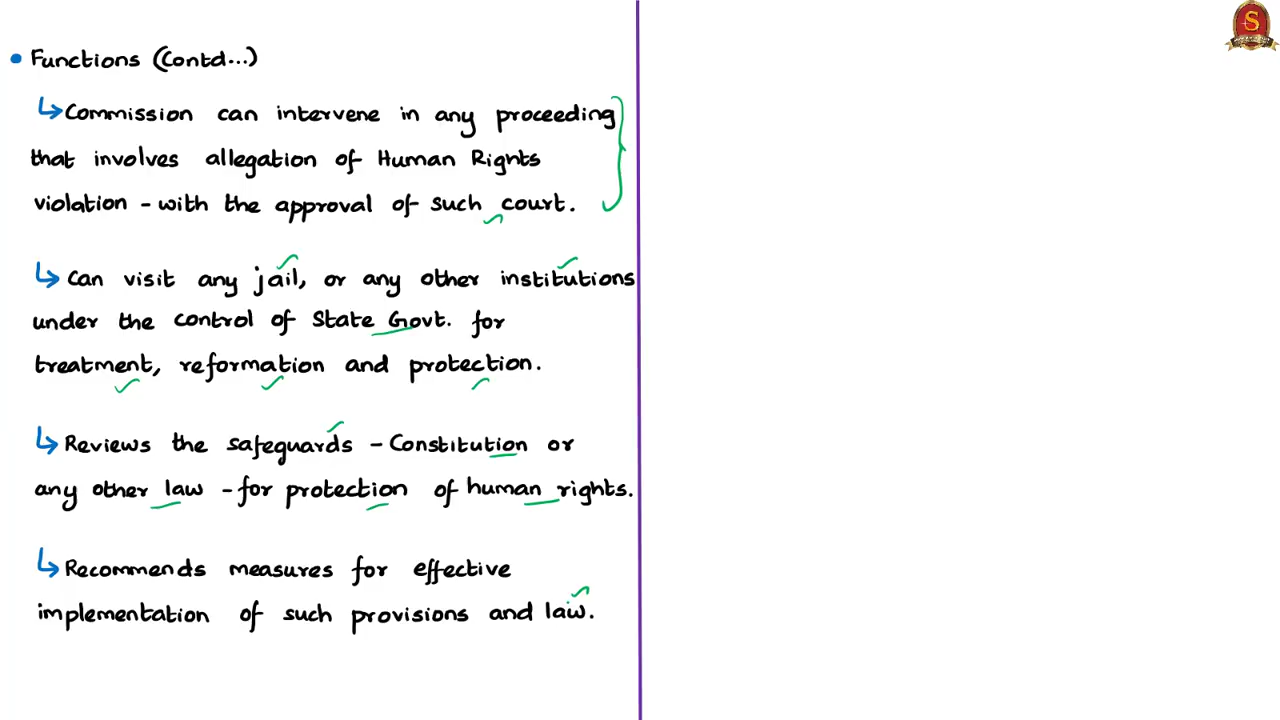 • Functions (Contd...)
↳ Commission can intervene in any proceeding
that involves allegation of Human Rights
violation - with the approval of such court.
↳ Can visit any jail, or any other institutions
under the control of State Govt. for
treatment, reformation and protection.
↳ Reviews the safeguards - Constitution or
any other law - for protection of human rights.
↳ Recommends measures for effective
implementation of such provisions and law.
S